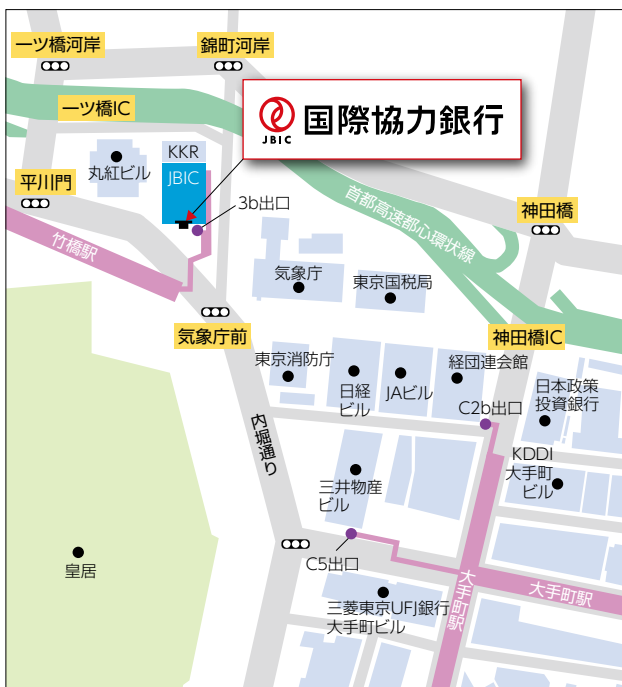 一ツ橋河岸
錦町河岸
一ツ橋IC
JBIC
国際協力銀行
KKR
JBIC
丸紅ビル
平川門
3b出口
首都高速都心環状線
神田橋
竹橋駅
気象庁
東京国税局
気象庁前
神田橋IC
東京消防庁
日経
ビル
JAビル
経団連会館
日本政策
投資銀行
C2b出口
内堀通り
KDDI
大手町
ビル
三井物産
ビル
C5出口
皇居
大手町駅
大手町駅
三菱東京UFJ銀行
大手町ビル